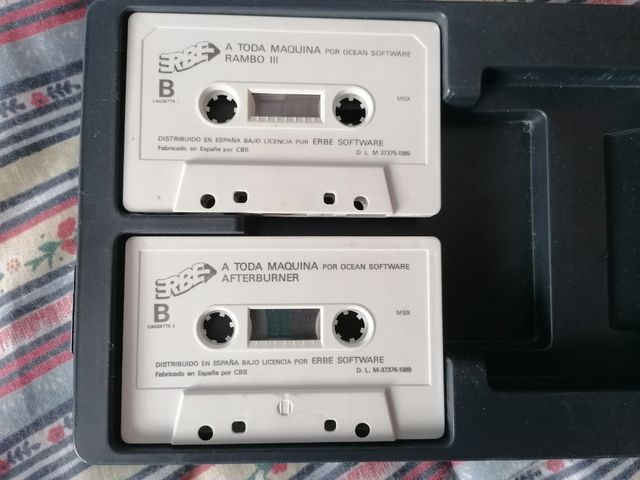 ERBE A TODA MAQUINA POR OCEAN SOFTWARE
RAMBO III
B
CASSETTE 1
MSX
DISTRIBUIDO EN ESPAÑA BAJO LICENCIA POR ERBE SOFTWARE
Fabricado en España por CBS D L M-37375-1989
ERBE A TODA MAQUINA POR OCEAN SOFTWARE
AFTERBURNER
B
CASSETTE 2
MSX
DISTRIBUIDO EN ESPAÑA BAJO LICENCIA POR ERBE SOFTWARE
Fabricado en España por CBS D. L. M-37376-1989